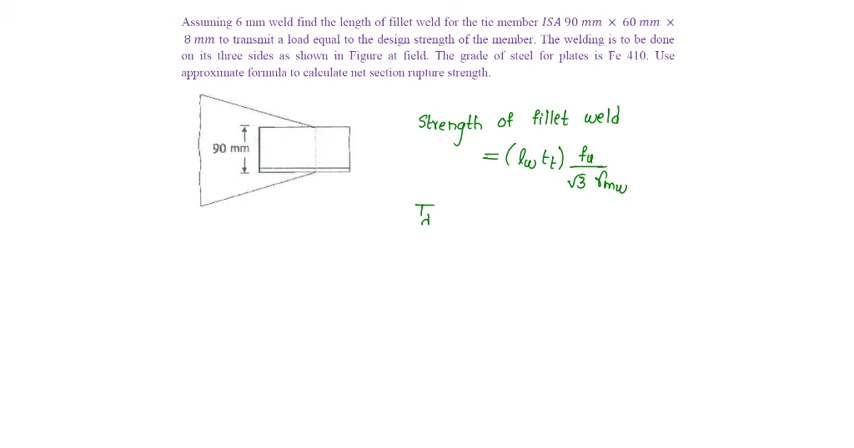 Assuming 6 mm weld find the length of fillet weld for the tie member ISA 90 mm × 60 mm ×
8 mm to transmit a load equal to the design strength of the member. The welding is to be done
on its three sides as shown in Figure at field. The grade of steel for plates is Fe 410. Use
approximate formula to calculate net section rupture strength.
Strength of fillet weld
90 mm
= (lw tt) fu / √3 γmw
Td